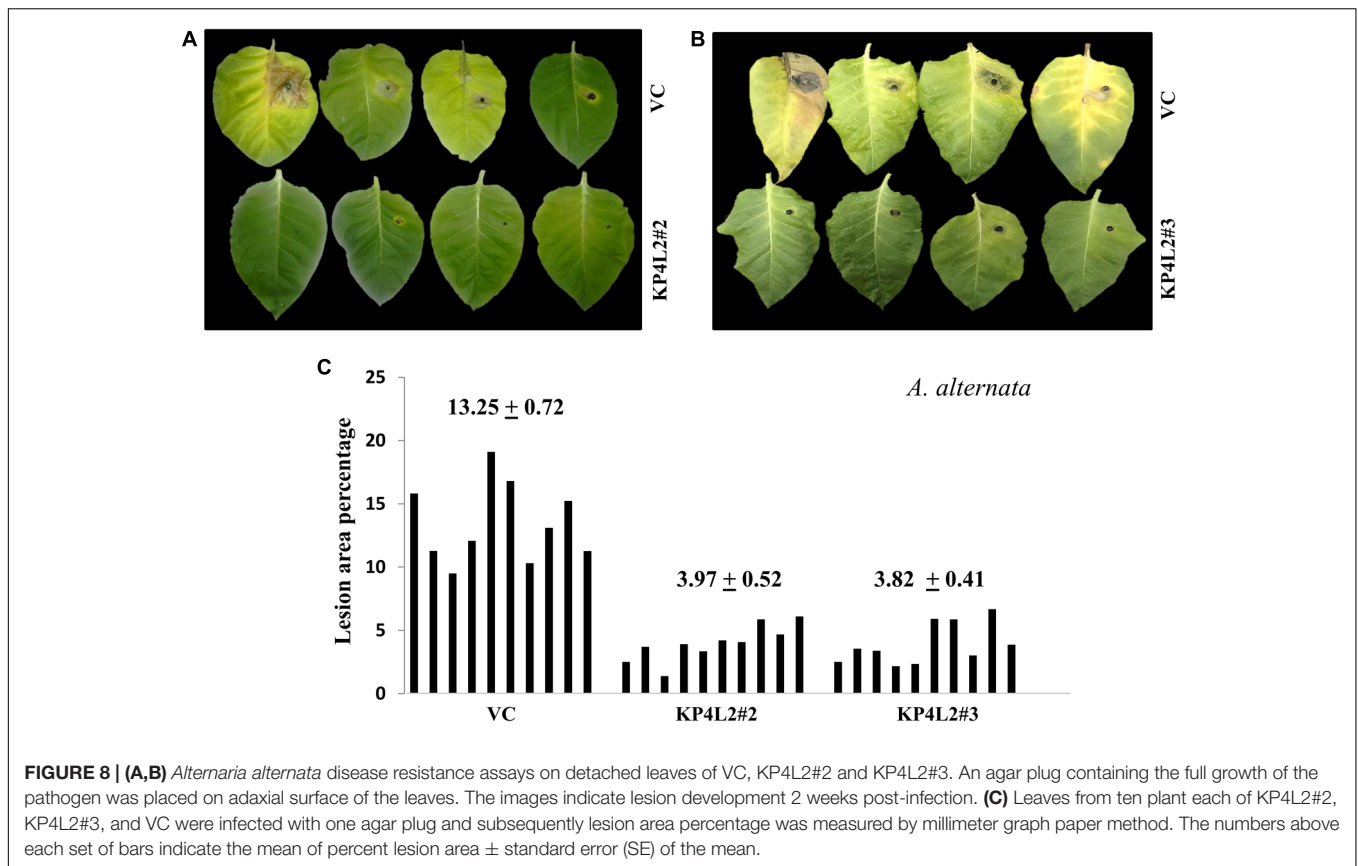 A
B
VC
KP4L2#2
VC
KP4L2#3
C
A. alternata
Lesion area percentage
25
20
15
10
5
0
13.25 ± 0.72
3.97 ± 0.52
3.82 ± 0.41
VC
KP4L2#2
KP4L2#3
FIGURE 8 | (A,B) Alternaria alternata disease resistance assays on detached leaves of VC, KP4L2#2 and KP4L2#3. An agar plug containing the full growth of the
pathogen was placed on adaxial surface of the leaves. The images indicate lesion development 2 weeks post-infection. (C) Leaves from ten plant each of KP4L2#2,
KP4L2#3, and VC were infected with one agar plug and subsequently lesion area percentage was measured by millimeter graph paper method. The numbers above
each set of bars indicate the mean of percent lesion area ± standard error (SE) of the mean.